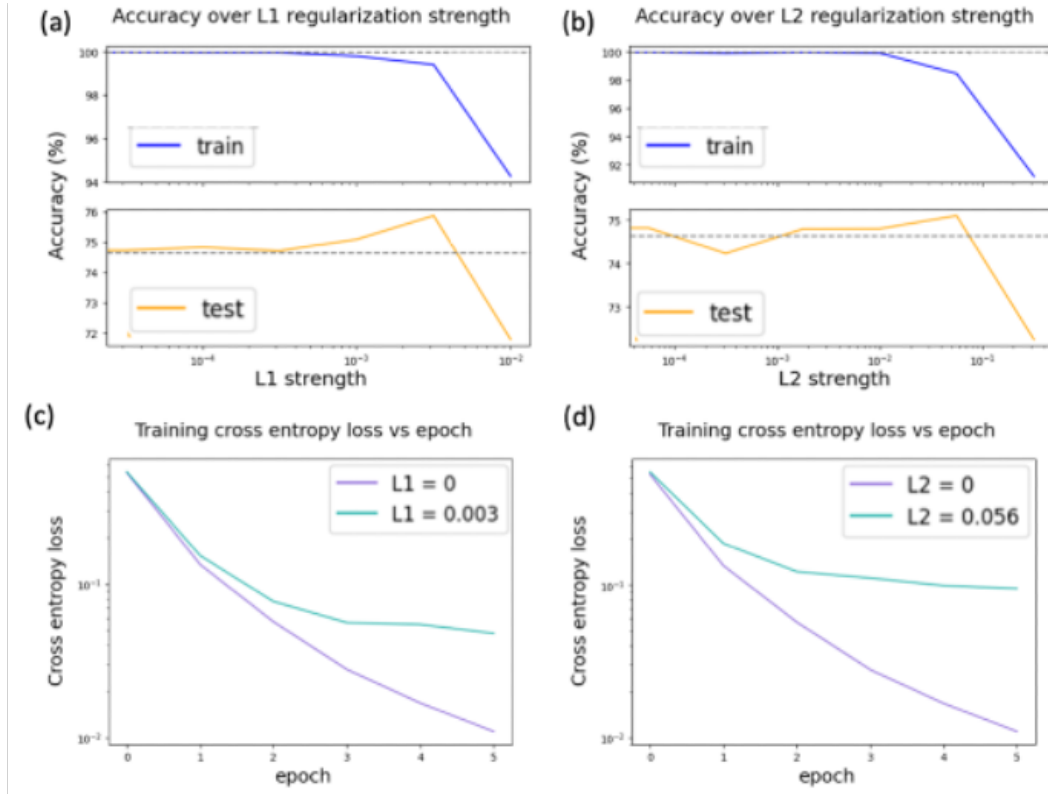 (a)
Accuracy over L1 regularization strength
Accuracy (%)
100
98
96
94
train
76
75
74
73
72
Accuracy (%)
test
10⁻⁴
10⁻³
10⁻²
L1 strength
(b)
Accuracy over L2 regularization strength
Accuracy (%)
100
98
96
94
92
train
75
74
73
Accuracy (%)
test
10⁻⁴
10⁻³
10⁻²
10⁻¹
L2 strength
(c)
Training cross entropy loss vs epoch
Cross entropy loss
10⁻¹
10⁻²
L1 = 0
L1 = 0.003
0 1 2 3 4 5
epoch
(d)
Training cross entropy loss vs epoch
Cross entropy loss
10⁻¹
10⁻²
L2 = 0
L2 = 0.056
0 1 2 3 4 5
epoch